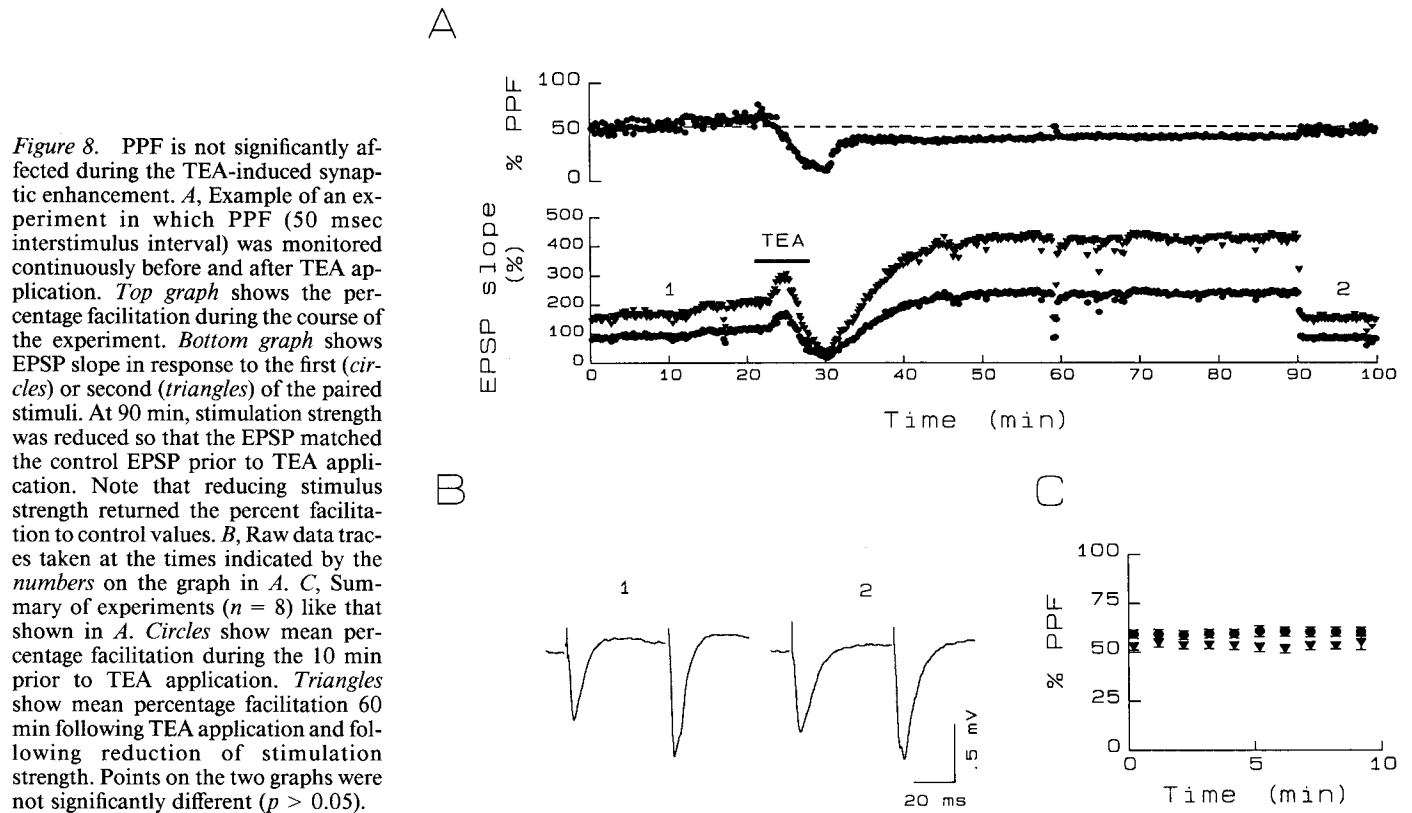 Figure 8. PPF is not significantly af-
fected during the TEA-induced synap-
tic enhancement. A, Example of an ex-
periment in which PPF (50 msec
interstimulus interval) was monitored
continuously before and after TEA ap-
plication. Top graph shows the per-
centage facilitation during the course of
the experiment. Bottom graph shows
EPSP slope in response to the first (cir-
cles) or second (triangles) of the paired
stimuli. At 90 min, stimulation strength
was reduced so that the EPSP matched
the control EPSP prior to TEA appli-
cation. Note that reducing stimulus
strength returned the percent facilita-
tion to control values. B, Raw data trac-
es taken at the times indicated by the
numbers on the graph in A. C, Sum-
mary of experiments (n = 8) like that
shown in A. Circles show mean per-
centage facilitation during the 10 min
prior to TEA application. Triangles
show mean percentage facilitation 60
min following TEA application and fol-
lowing reduction of stimulation
strength. Points on the two graphs were
not significantly different (p > 0.05).
A
% PPF
100
50
0
EPSP slope
(%)
500
400
300
200
100
0
TEA
1
2
0 10 20 30 40 50 60 70 80 90 100
Time (min)
B
1
2
.5 mV
20 ms
C
% PPF
100
75
50
25
0
0 5 10
Time (min)